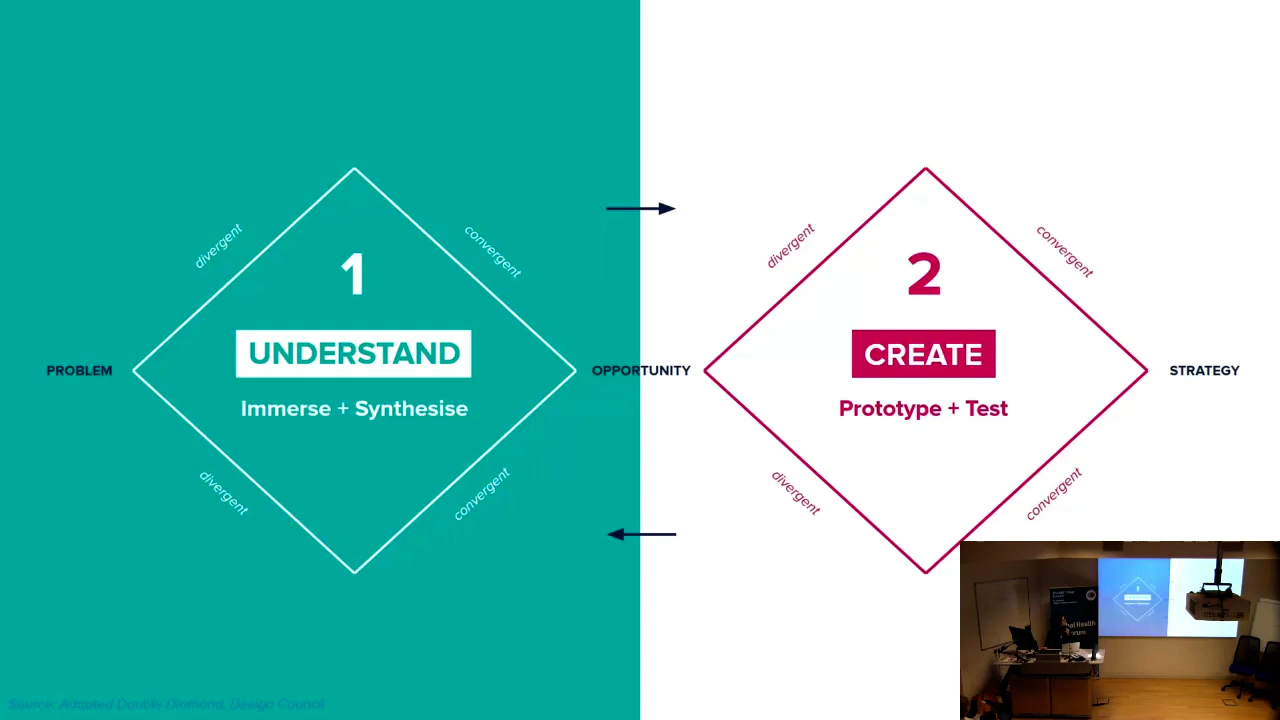 divergent
convergent
1
UNDERSTAND
Immerse + Synthesise
PROBLEM
OPPORTUNITY
divergent
convergent
divergent
convergent
2
CREATE
Prototype + Test
STRATEGY
divergent
convergent
Source: Adapted Double Diamond, Design Council